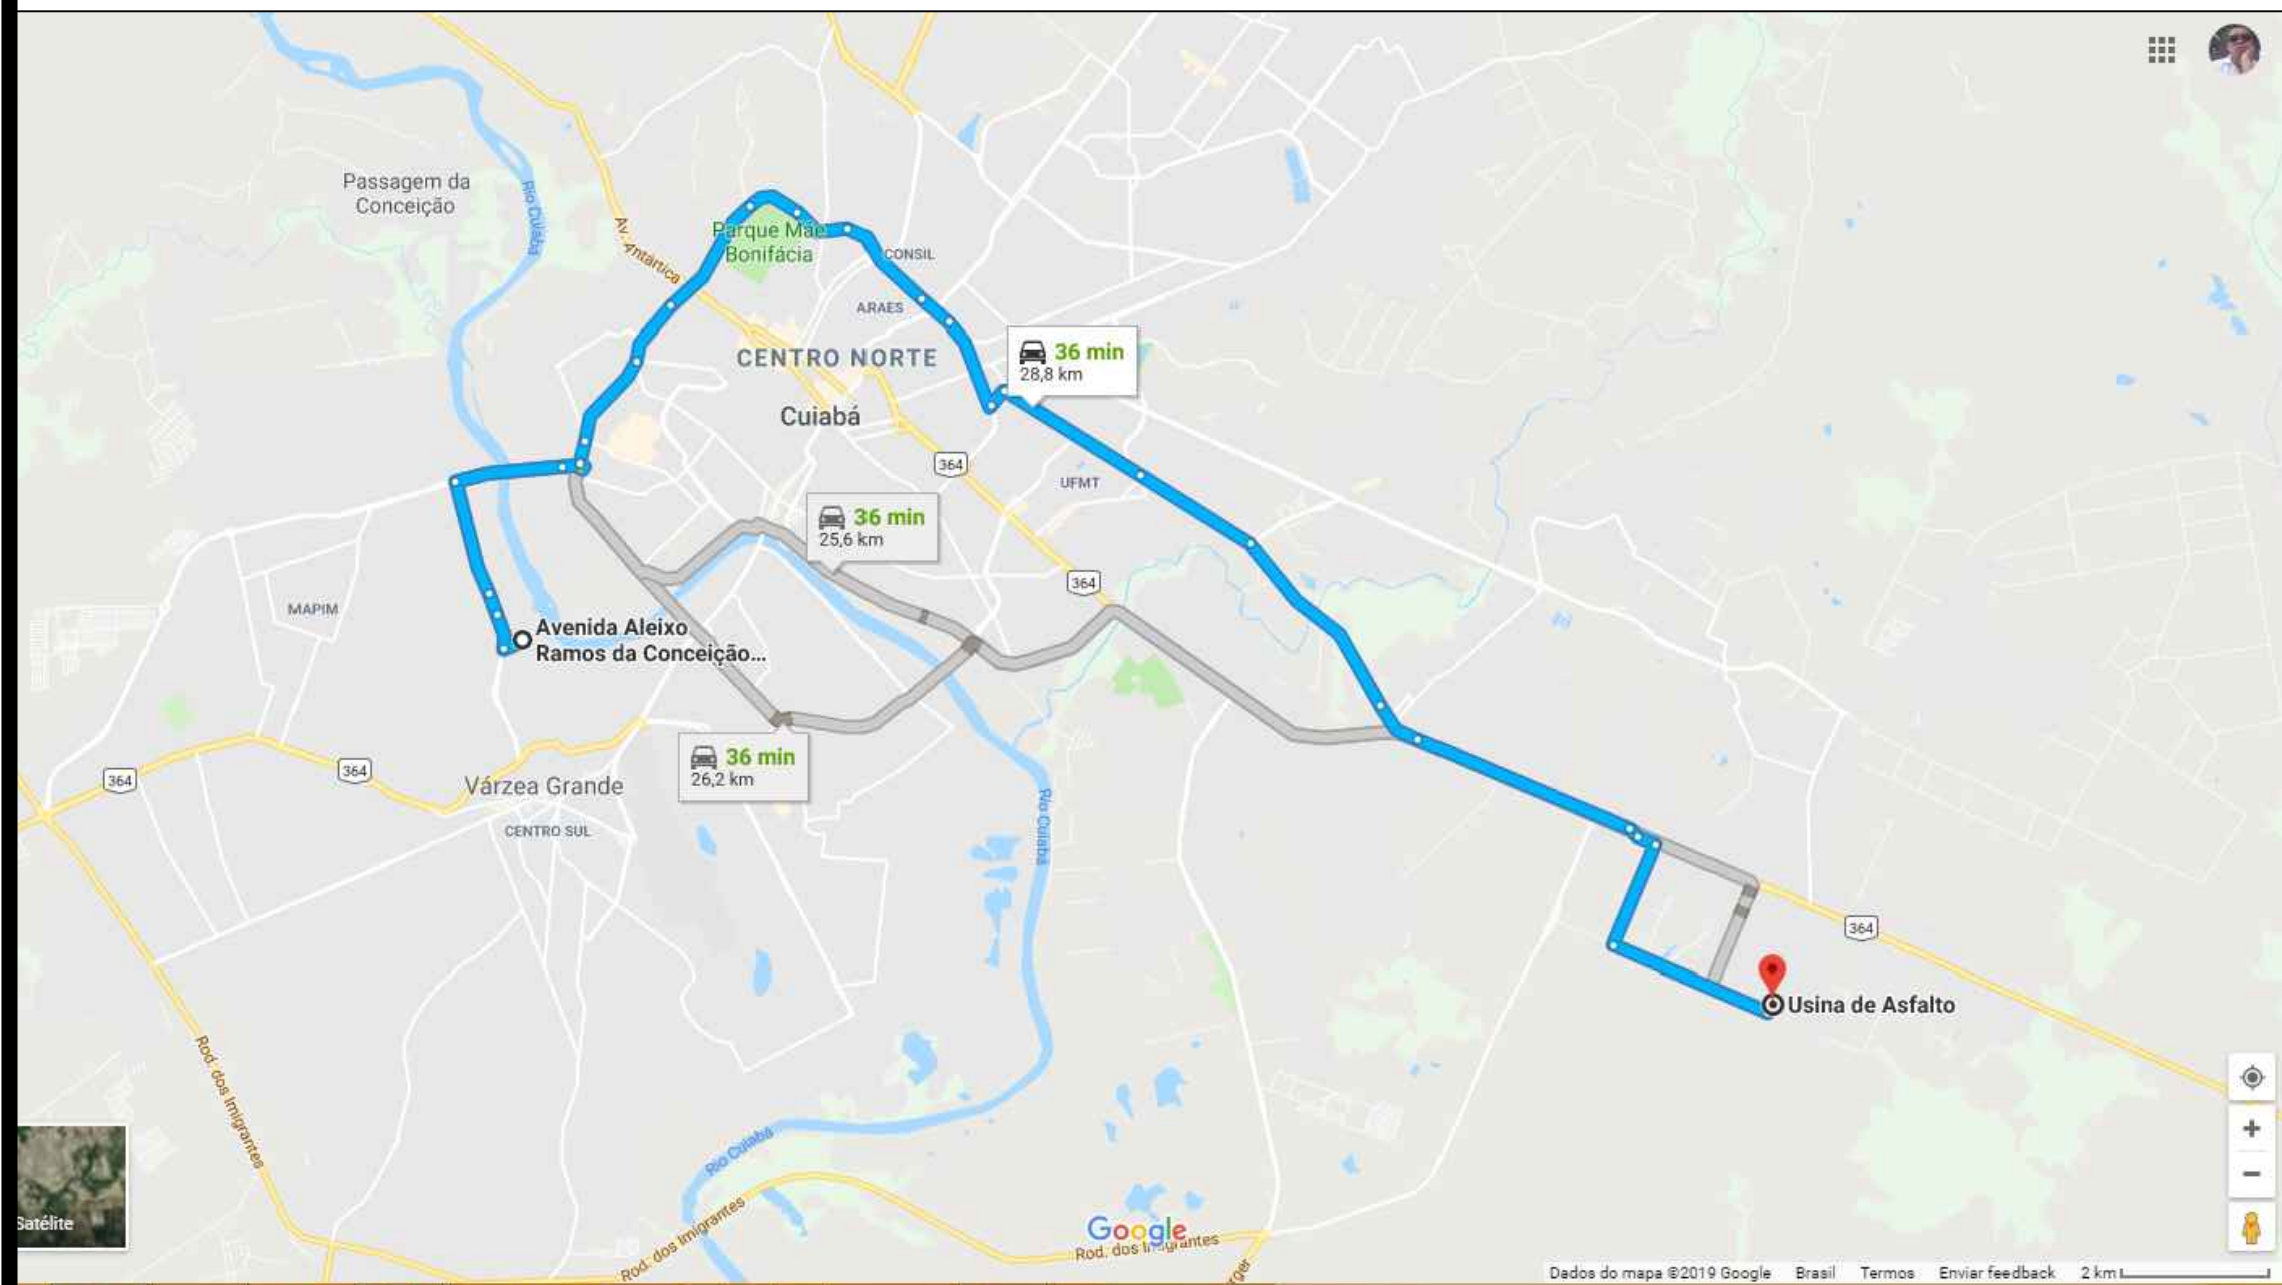 Passagem da
Conceição
Rio Cuiabá
Av. Antártica
Parque Mãe
Bonifácia
CONSIL
ARAES
36 min
28,8 km
CENTRO NORTE
Cuiabá
364
UFMT
36 min
25,6 km
364
MAPIM
Avenida Aleixo
Ramos da Conceição...
36 min
26,2 km
364
364
Várzea Grande
CENTRO SUL
Rio Cuiabá
364
Usina de Asfalto
Rod. dos Imigrantes
Rio Cuiabá
Satélite
Rod. dos Imigrantes
Google
Dados do mapa ©2019 Google Brasil Termos Enviar feedback 2 km